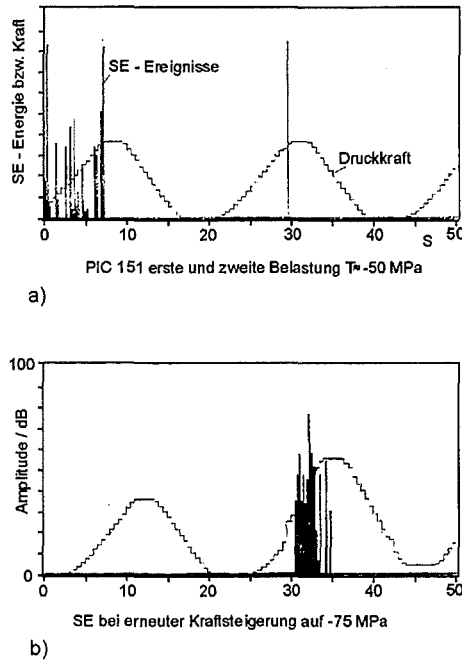 SE - Energie bzw. Kraft
SE - Ereignisse
Druckkraft
0 10 20 30 40 50
S
PIC 151 erste und zweite Belastung T≈ -50 MPa
a)
100
Amplitude / dB
0
0 10 20 30 40 50
SE bei erneuter Kraftsteigerung auf -75 MPa
b)